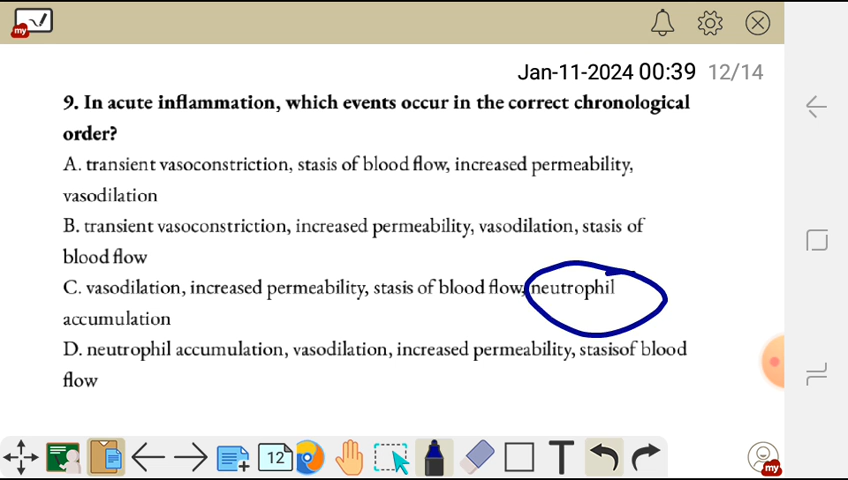 my
Jan-11-2024 00:39 12/14
9. In acute inflammation, which events occur in the correct chronological
order?
A. transient vasoconstriction, stasis of blood flow, increased permeability,
vasodilation
B. transient vasoconstriction, increased permeability, vasodilation, stasis of
blood flow
C. vasodilation, increased permeability, stasis of blood flow, neutrophil
accumulation
D. neutrophil accumulation, vasodilation, increased permeability, stasisof blood
flow
12
T
my